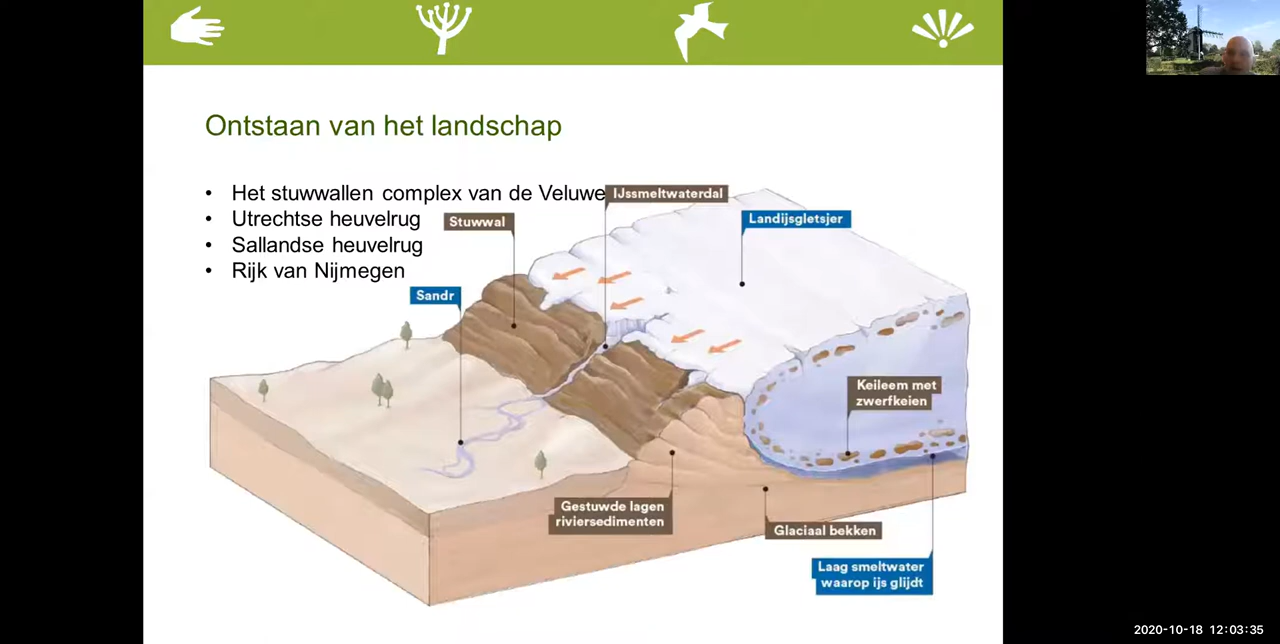 Ontstaan van het landschap
• Het stuwwallen complex van de Veluwe
• Utrechtse heuvelrug
• Sallandse heuvelrug
• Rijk van Nijmegen
IJssmeltwaterdal
Stuwwal
Landijsgletsjer
Sandr
Keileem met
zwerfkeien
Gestuwde lagen
riviersedimenten
Glaciaal bekken
Laag smeltwater
waarop ijs glijdt
2020-10-18 12:03:35